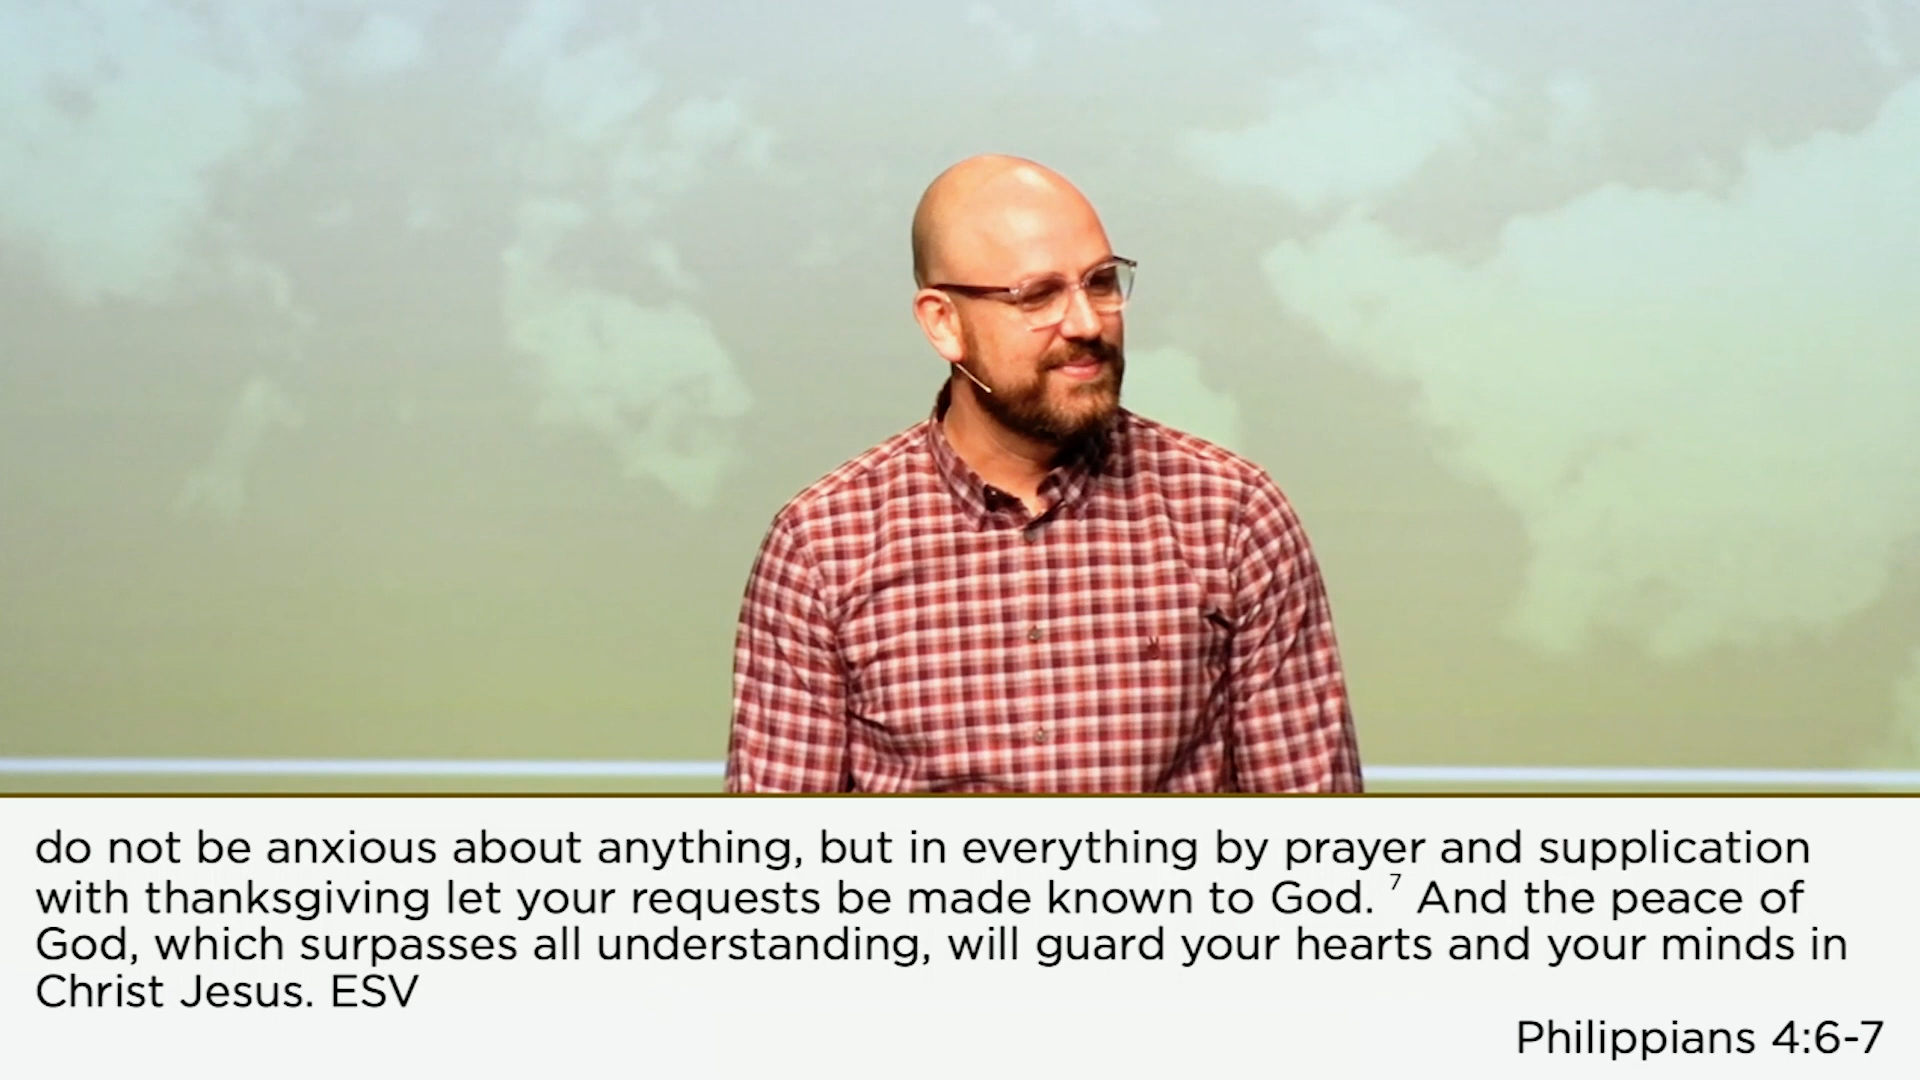 do not be anxious about anything, but in everything by prayer and supplication
with thanksgiving let your requests be made known to God. ⁷ And the peace of
God, which surpasses all understanding, will guard your hearts and your minds in
Christ Jesus. ESV
Philippians 4:6-7